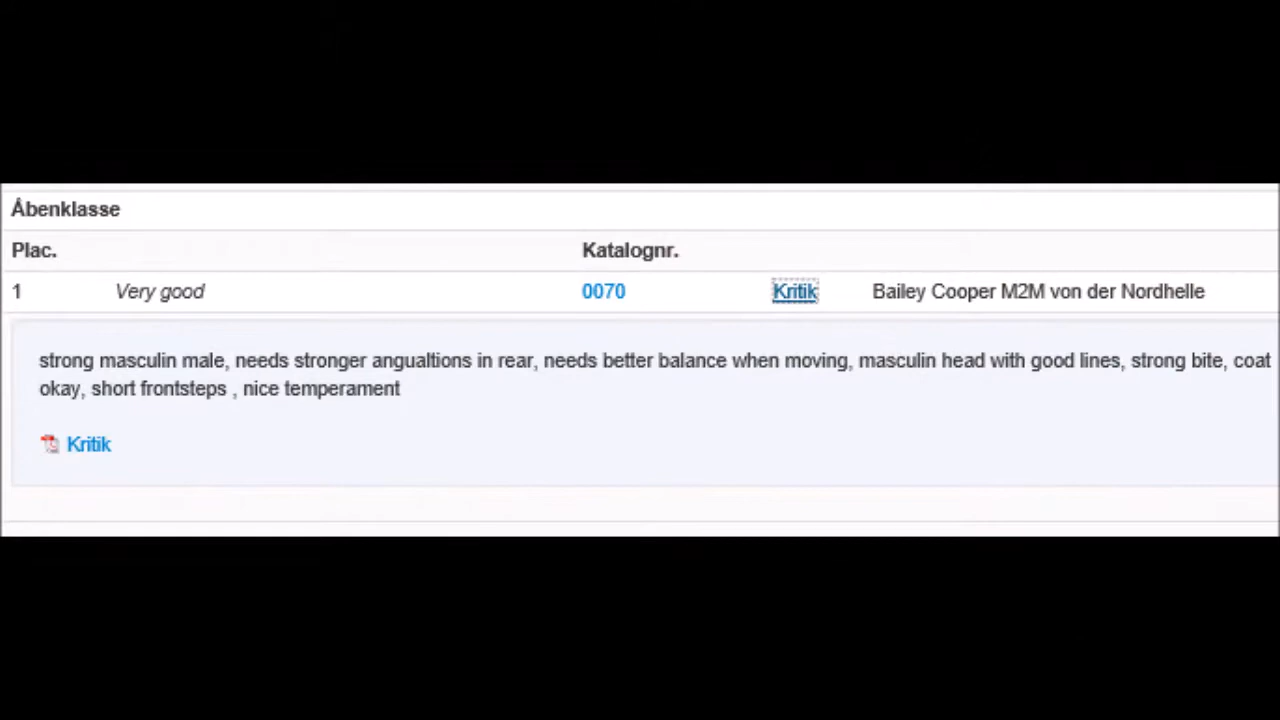 Åbenklasse
Plac. Katalognr.
1 Very good 0070 Kritik Bailey Cooper M2M von der Nordhelle
strong masculin male, needs stronger angualtions in rear, needs better balance when moving, masculin head with good lines, strong bite, coat
okay, short frontsteps , nice temperament
Kritik